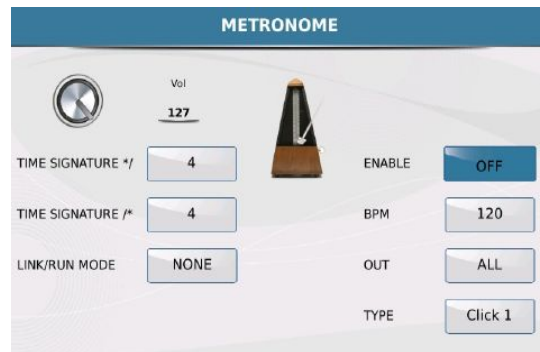 METRONOME
Vol
127
TIME SIGNATURE */ 4 ENABLE OFF
TIME SIGNATURE /* 4 BPM 120
LINK/RUN MODE NONE OUT ALL
TYPE Click 1